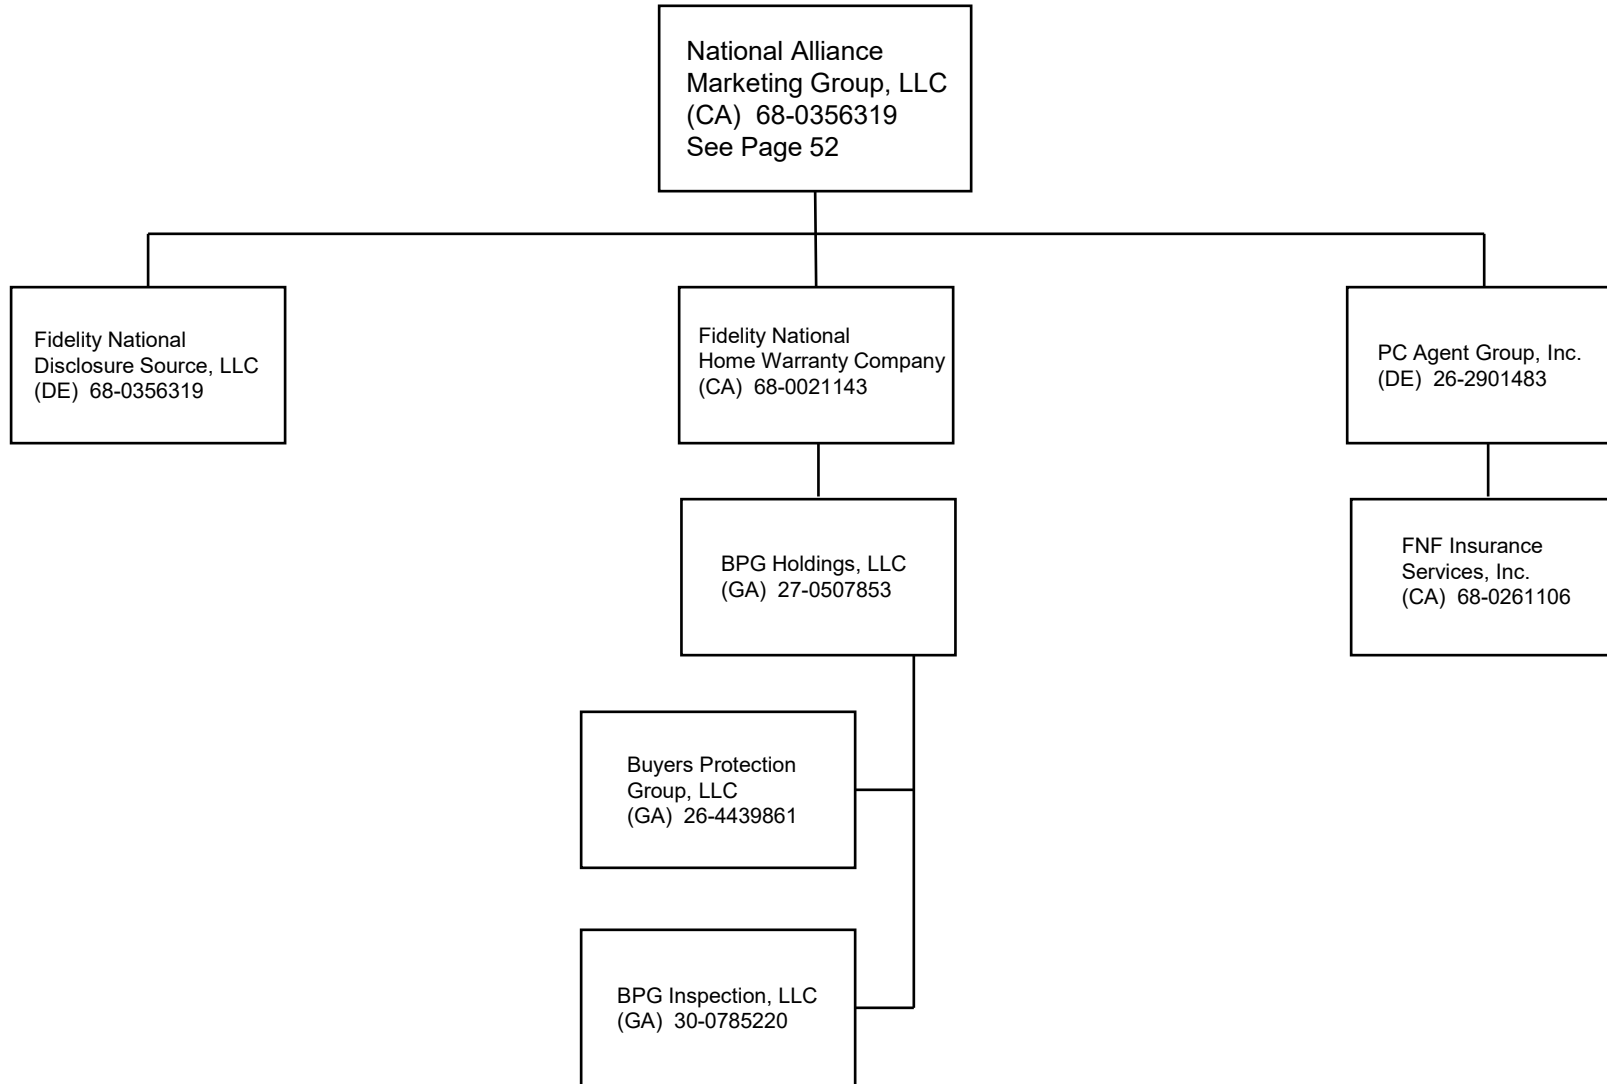 National Alliance
Marketing Group, LLC
(CA) 68-0356319
See Page 52
Fidelity National
Disclosure Source, LLC
(DE) 68-0356319
Fidelity National
Home Warranty Company
(CA) 68-0021143
PC Agent Group, Inc.
(DE) 26-2901483
BPG Holdings, LLC
(GA) 27-0507853
FNF Insurance
Services, Inc.
(CA) 68-0261106
Buyers Protection
Group, LLC
(GA) 26-4439861
BPG Inspection, LLC
(GA) 30-0785220